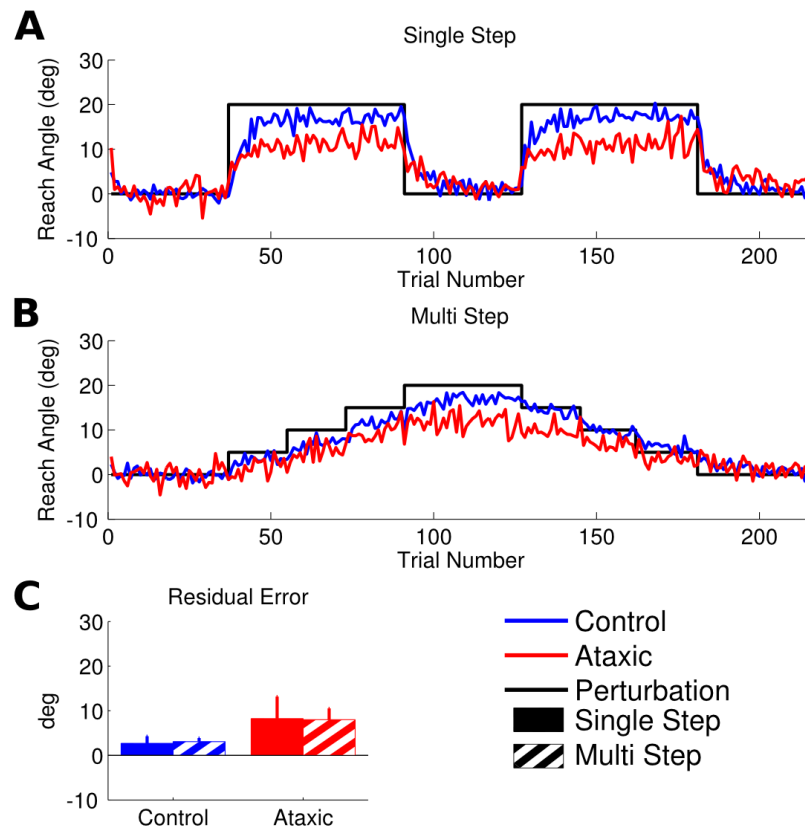 A
Single Step
Reach Angle (deg)
30
20
10
0
-10
0
50
100
150
200
Trial Number
B
Multi Step
Reach Angle (deg)
30
20
10
0
-10
0
50
100
150
200
Trial Number
C
Residual Error
deg
30
20
10
0
-10
Control
Ataxic
Control
Ataxic
Perturbation
Single Step
Multi Step